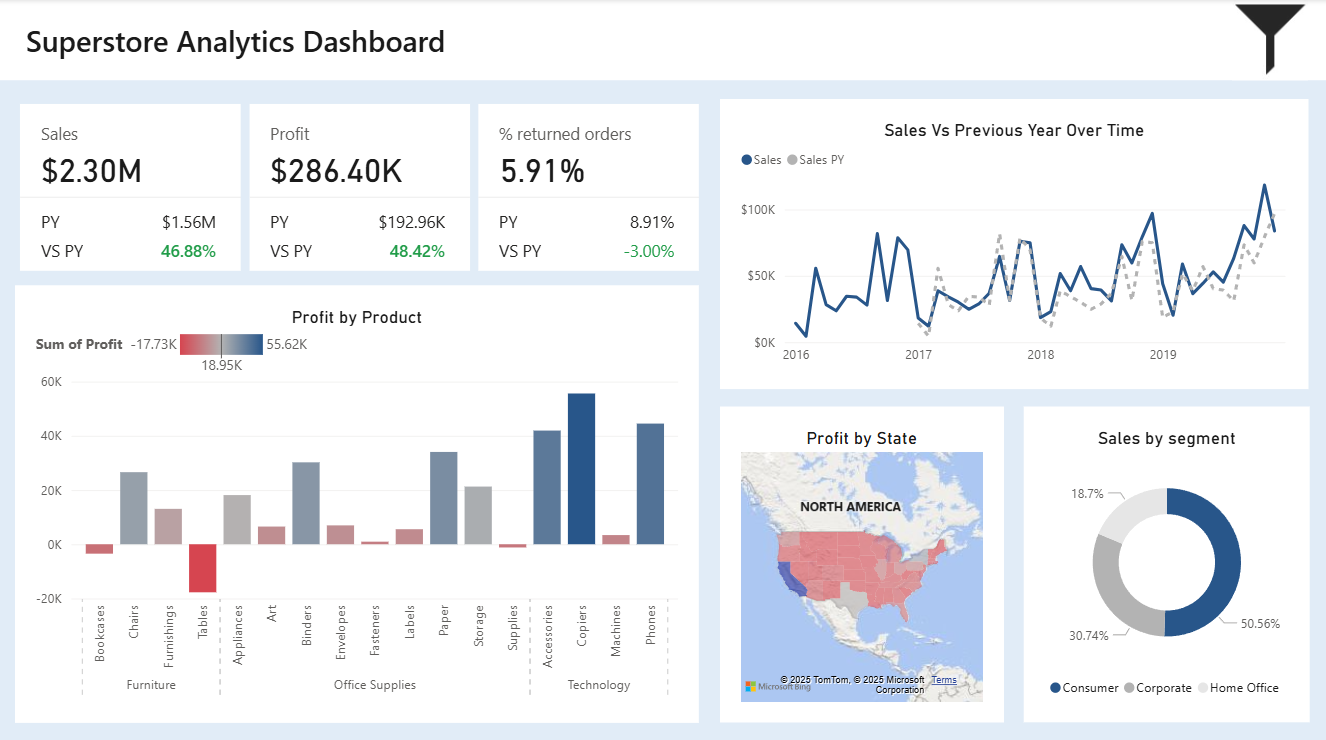 Superstore Analytics Dashboard
Sales
$2.30M
PY $1.56M
VS PY 46.88%
Profit
$286.40K
PY $192.96K
VS PY 48.42%
% returned orders
5.91%
PY 8.91%
VS PY -3.00%
Sales Vs Previous Year Over Time
Sales Sales PY
$100K
$50K
$0K
2016 2017 2018 2019
Profit by Product
Sum of Profit -17.73K 55.62K
18.95K
60K
40K
20K
0K
-20K
Bookcases
Chairs
Furnishings
Tables
Appliances
Art
Binders
Envelopes
Fasteners
Labels
Paper
Storage
Supplies
Accessories
Copiers
Machines
Phones
Furniture Office Supplies Technology
Profit by State
NORTH AMERICA
Microsoft Bing
© 2025 TomTom, © 2025 Microsoft Corporation Terms
Sales by segment
18.7%
30.74%
50.56%
Consumer Corporate Home Office